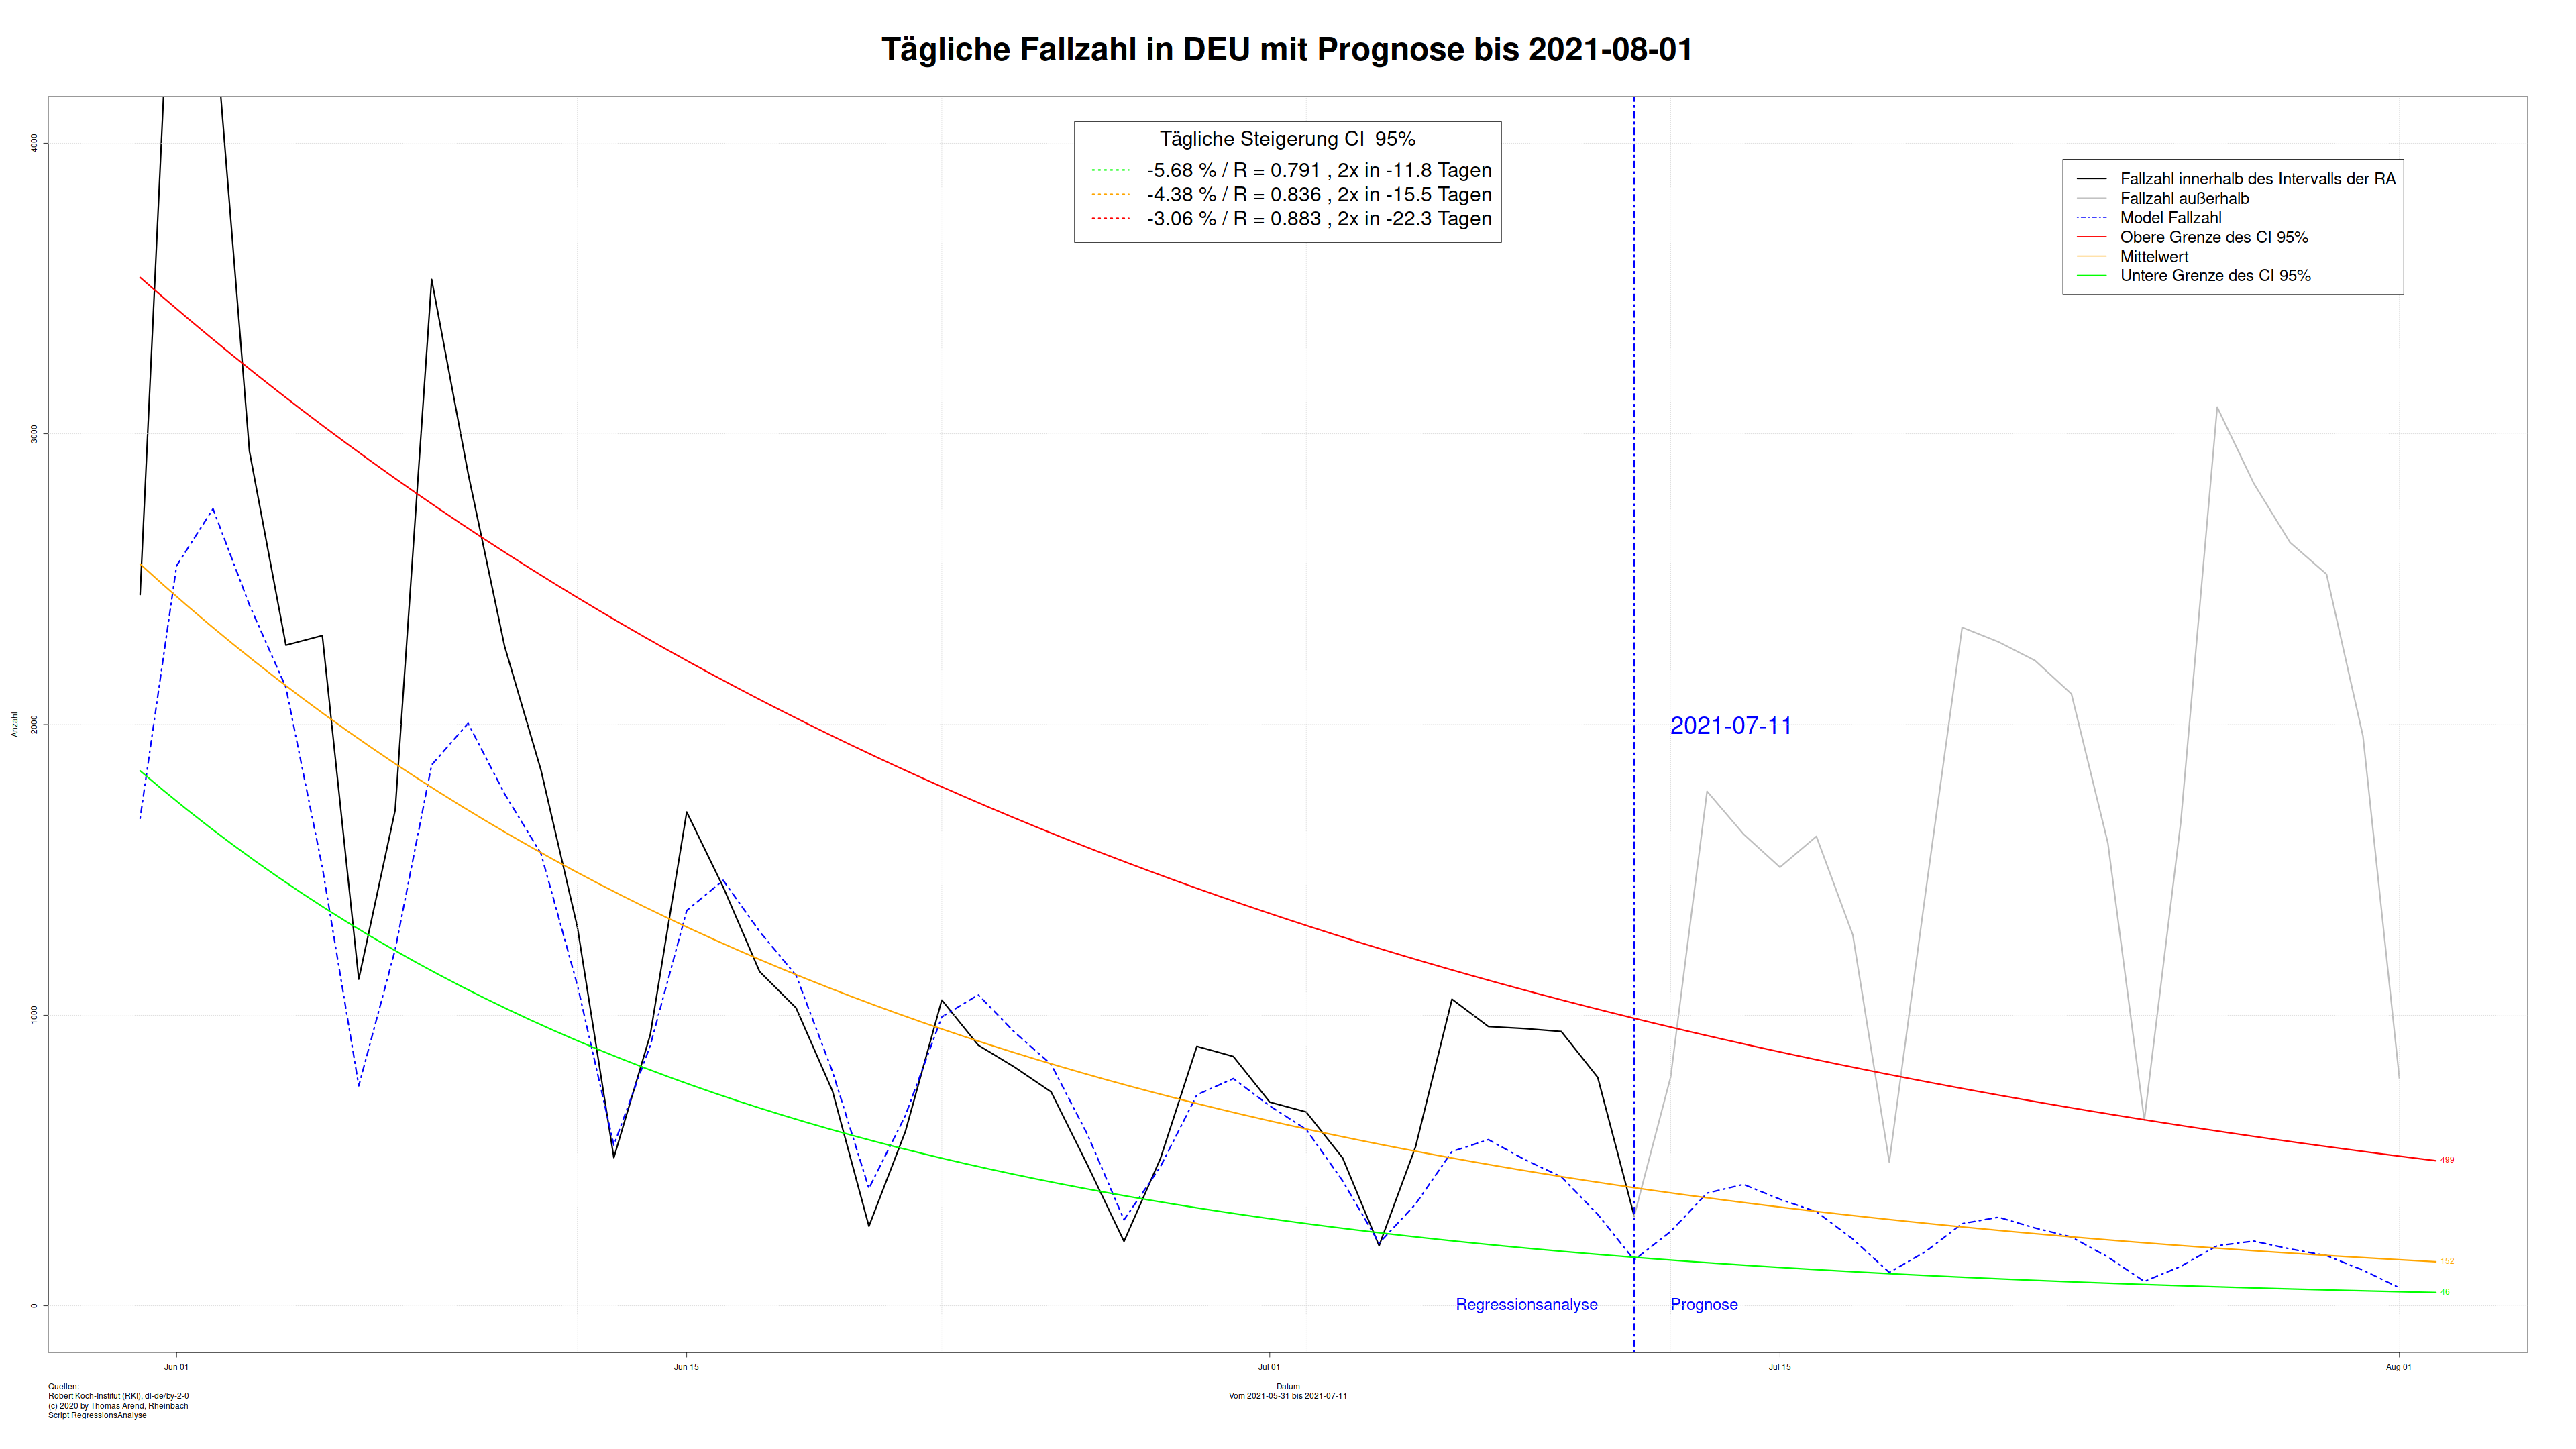 Tägliche Fallzahl in DEU mit Prognose bis 2021-08-01
Tägliche Steigerung CI  95%
-5.68 % / R = 0.791 , 2x in -11.8 Tagen
-4.38 % / R = 0.836 , 2x in -15.5 Tagen
-3.06 % / R = 0.883 , 2x in -22.3 Tagen
Fallzahl innerhalb des Intervalls der RA
Fallzahl außerhalb
Model Fallzahl
Obere Grenze des CI 95%
Mittelwert
Untere Grenze des CI 95%
4000
3000
2000
1000
0
Anzahl
2021-07-11
499
152
46
Regressionsanalyse
Prognose
Jun 01
Jun 15
Jul 01
Jul 15
Aug 01
Datum
Vom 2021-05-31 bis 2021-07-11
Quellen:
Robert Koch-Institut (RKI), dl-de/by-2-0
(c) 2020 by Thomas Arend, Rheinbach
Script RegressionsAnalyse